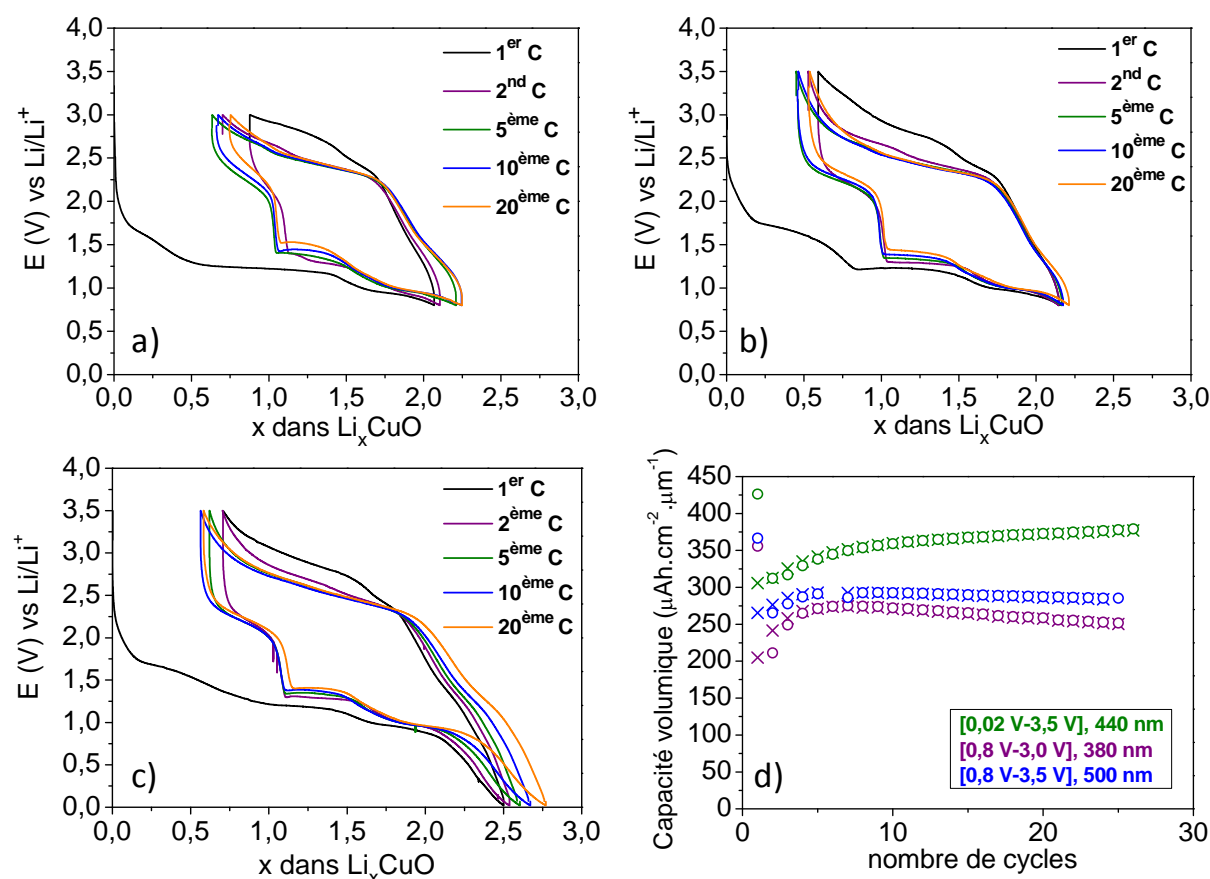 4,0
3,5
3,0
2,5
2,0
1,5
1,0
0,5
0,0
E (V) vs Li/Li+
1er C
2nd C
5ème C
10ème C
20ème C
a)
0,0 0,5 1,0 1,5 2,0 2,5 3,0
x dans LixCuO
4,0
3,5
3,0
2,5
2,0
1,5
1,0
0,5
0,0
E (V) vs Li/Li+
1er C
2nd C
5ème C
10ème C
20ème C
b)
0,0 0,5 1,0 1,5 2,0 2,5 3,0
x dans LixCuO
4,0
3,5
3,0
2,5
2,0
1,5
1,0
0,5
0,0
E (V) vs Li/Li+
1er C
2ème C
5ème C
10ème C
20ème C
c)
0,0 0,5 1,0 1,5 2,0 2,5 3,0
x dans LixCuO
450
400
350
300
250
200
150
100
50
0
Capacité volumique (µAh.cm-2.µm-1)
[0,02 V-3,5 V], 440 nm
[0,8 V-3,0 V], 380 nm
[0,8 V-3,5 V], 500 nm
d)
0 10 20 30
nombre de cycles